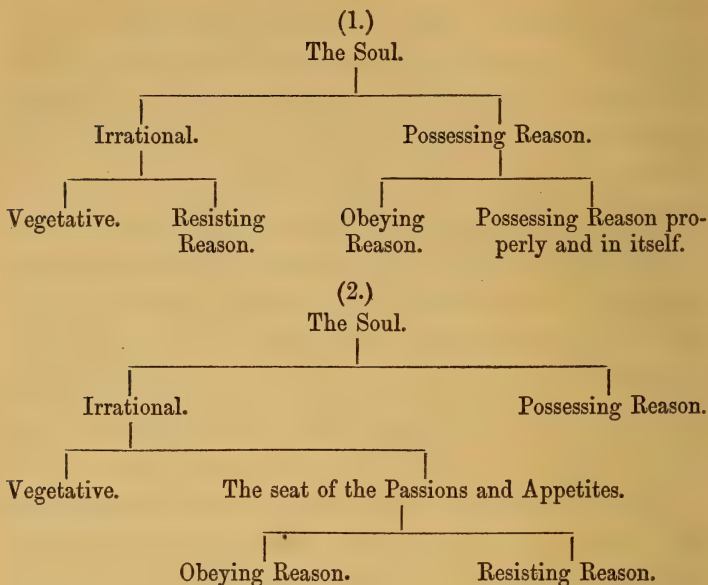 (1.)
The Soul.
Irrational. Possessing Reason.
Vegetative. Resisting Obeying Possessing Reason pro-
Reason. Reason. perly and in itself.
(2.)
The Soul.
Irrational. Possessing Reason.
Vegetative. The seat of the Passions and Appetites.
Obeying Reason. Resisting Reason.